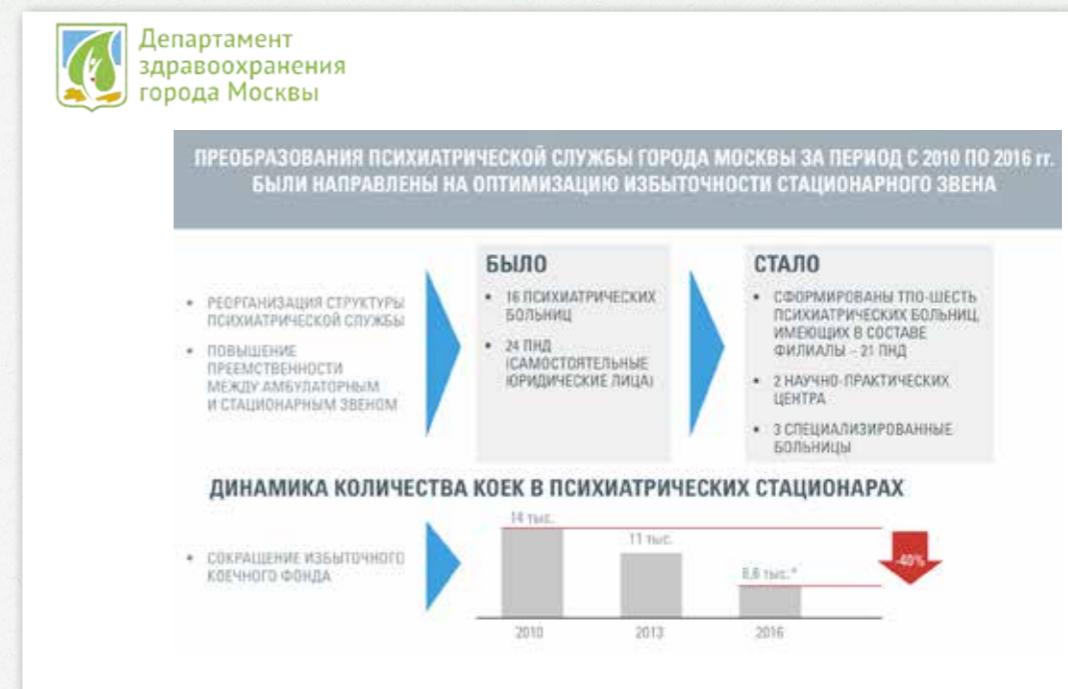 Департамент
здравоохранения
города Москвы
ПРЕОБРАЗОВАНИЯ ПСИХИАТРИЧЕСКОЙ СЛУЖБЫ ГОРОДА МОСКВЫ ЗА ПЕРИОД С 2010 ПО 2016 гг.
БЫЛИ НАПРАВЛЕНЫ НА ОПТИМИЗАЦИЮ ИЗБЫТОЧНОСТИ СТАЦИОНАРНОГО ЗВЕНА
• РЕОРГАНИЗАЦИЯ СТРУКТУРЫ
ПСИХИАТРИЧЕСКОЙ СЛУЖБЫ
• ПОВЫШЕНИЕ
ПРЕЕМСТВЕННОСТИ
МЕЖДУ АМБУЛАТОРНЫМ
И СТАЦИОНАРНЫМ ЗВЕНОМ
БЫЛО
• 16 ПСИХИАТРИЧЕСКИХ
БОЛЬНИЦ
• 24 ПНД
(САМОСТОЯТЕЛЬНЫЕ
ЮРИДИЧЕСКИЕ ЛИЦА)
СТАЛО
• СФОРМИРОВАНЫ ТПО-ШЕСТЬ
ПСИХИАТРИЧЕСКИХ БОЛЬНИЦ,
ИМЕЮЩИХ В СОСТАВЕ
ФИЛИАЛЫ – 21 ПНД
• 2 НАУЧНО-ПРАКТИЧЕСКИХ
ЦЕНТРА
• 3 СПЕЦИАЛИЗИРОВАННЫЕ
БОЛЬНИЦЫ
ДИНАМИКА КОЛИЧЕСТВА КОЕК В ПСИХИАТРИЧЕСКИХ СТАЦИОНАРАХ
• СОКРАЩЕНИЕ ИЗБЫТОЧНОГО
КОЕЧНОГО ФОНДА
14 тыс.
11 тыс.
тыс.*
-40%
2010
2013
2016